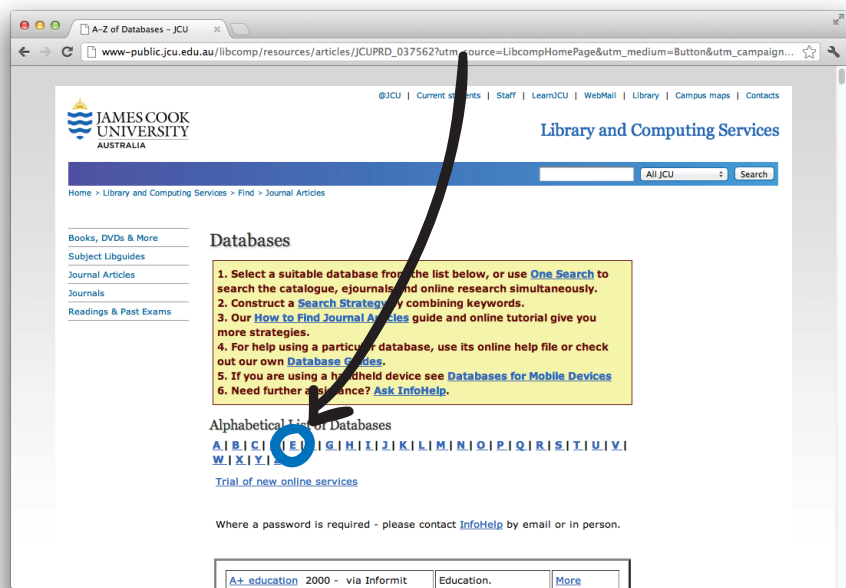 A-Z of Databases - JCU
www-public.jcu.edu.au/libcomp/resources/articles/JCUPRD_037562?utm_source=LibcompHomePage&utm_medium=Button&utm_campaign...
@JCU | Current students | Staff | LearnJCU | WebMail | Library | Campus maps | Contacts
JAMES COOK
UNIVERSITY
AUSTRALIA
Library and Computing Services
All JCU Search
Home > Library and Computing Services > Find > Journal Articles
Books, DVDs & More
Subject Libguides
Journal Articles
Journals
Readings & Past Exams
Databases
1. Select a suitable database from the list below, or use One Search to
search the catalogue, ejournals and online research simultaneously.
2. Construct a Search Strategy by combining keywords.
3. Our How to Find Journal Articles guide and online tutorial give you
more strategies.
4. For help using a particular database, use its online help file or check
out our own Database Guides.
5. If you are using a handheld device see Databases for Mobile Devices
6. Need further assistance? Ask InfoHelp.
Alphabetical List of Databases
A | B | C | | E | | G | H | I | J | K | L | M | N | O | P | Q | R | S | T | U | V |
W | X | Y |
Trial of new online services
Where a password is required - please contact InfoHelp by email or in person.
A+ education 2000 - via Informit Education. More